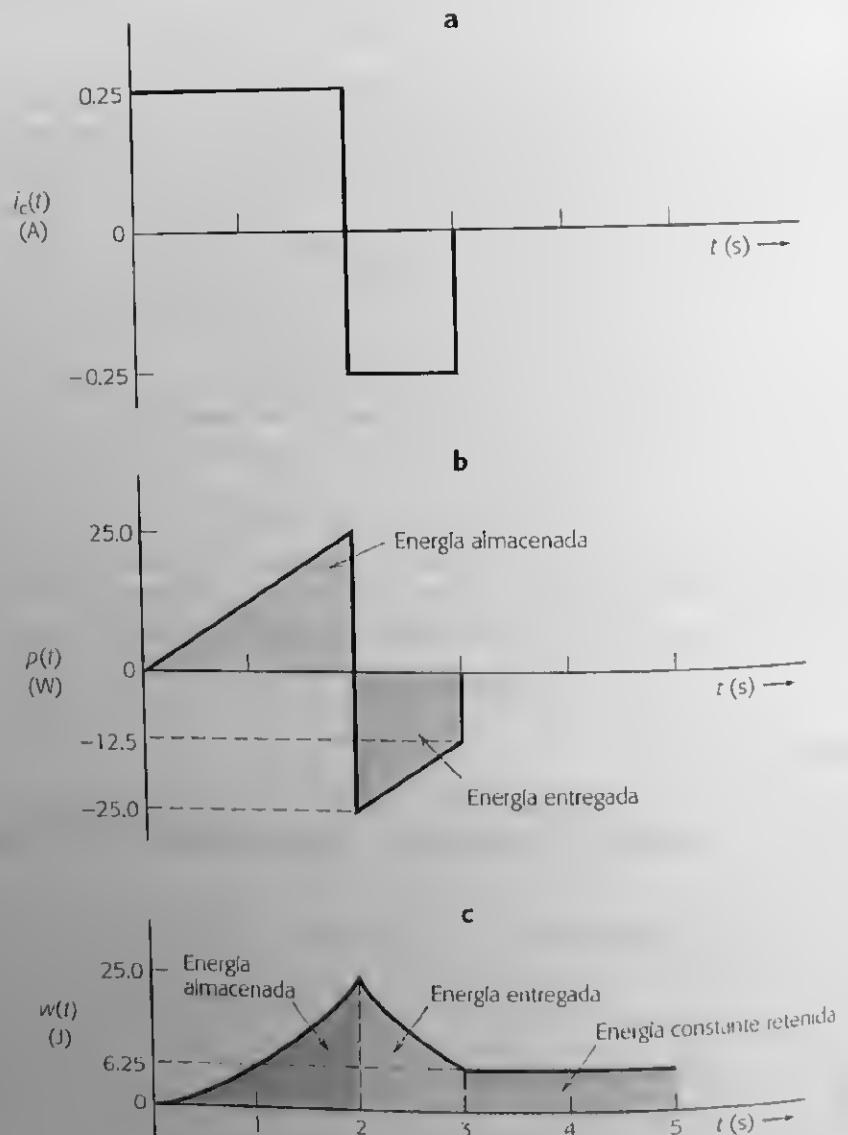 a
0.25
i_c(t)
(A)
0
t (s)
−0.25
b
25.0
Energía almacenada
p(t)
(W)
0
t (s)
−12.5
Energía entregada
−25.0
c
25.0
Energía
almacenada
Energía entregada
w(t)
(J)
Energía constante retenida
6.25
0
1
2
3
4
5
t (s)